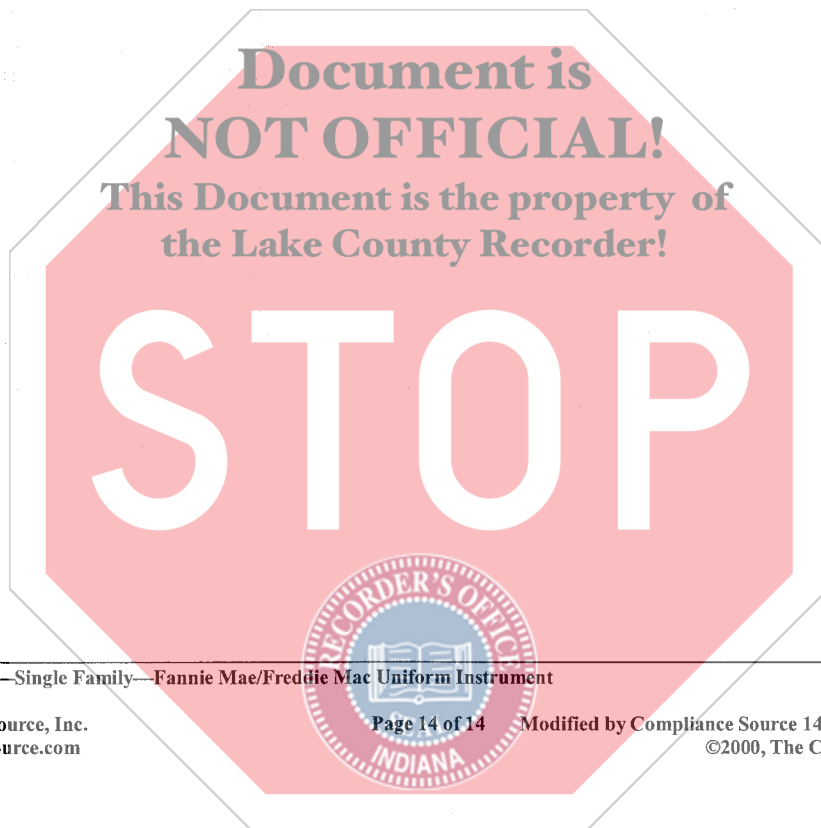 Document is
NOT OFFICIAL!
This Document is the property of
the Lake County Recorder!
STOP
RECORDER'S OFFICE
—Single Family—Fannie Mae/Freddie Mac Uniform Instrument
ource, Inc. Page 14 of 14 Modified by Compliance Source 14
urce.com ©2000, The C
INDIANA